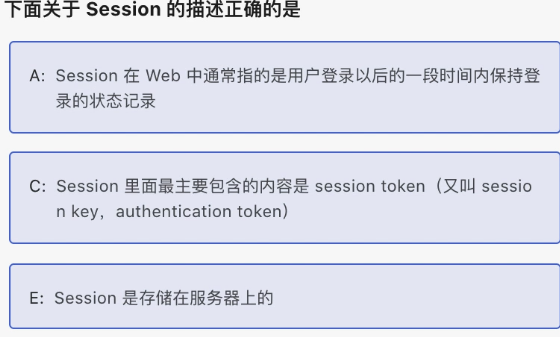 下面关于 Session 的描述正确的是
A: Session 在 Web 中通常指的是用户登录以后的一段时间内保持登
录的状态记录
C: Session 里面最主要包含的内容是 session token（又叫 sessio
n key，authentication token）
E: Session 是存储在服务器上的